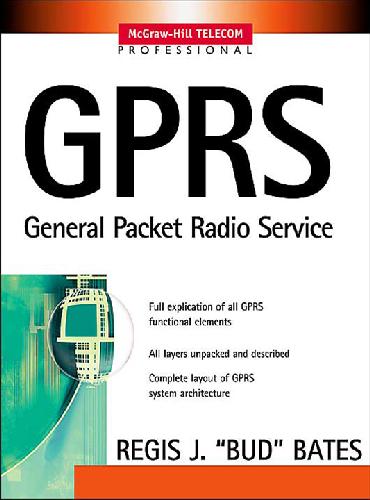 McGraw-Hill TELECOM
PROFESSIONAL
GPRS
General Packet Radio Service
Full explication of all GPRS
functional elements
All layers unpacked and described
Complete layout of GPRS
system architecture
REGIS J. “BUD” BATES